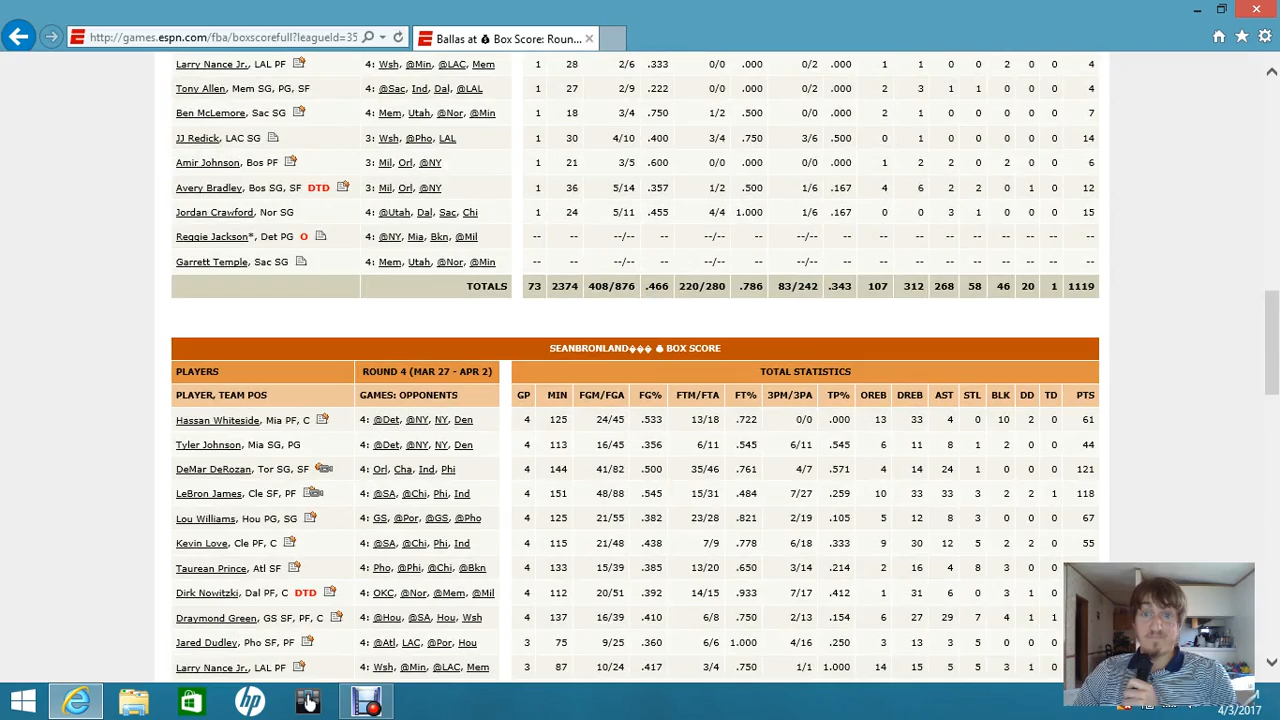 http://games.espn.com/fba/boxscorefull?leagueId=35
Ballas at Box Score: Roun...
Larry Nance Jr., LAL PF 4: Wsh, @Min, @LAC, Mem 1 28 2/6 .333 0/0 .000 0/2 .000 1 1 0 0 2 0 0 4
Tony Allen, Mem SG, PG, SF 4: @Sac, Ind, Dal, @LAL 1 27 2/9 .222 0/0 .000 0/2 .000 2 3 1 1 0 0 0 4
Ben McLemore, Sac SG 4: Mem, Utah, @Nor, @Min 1 18 3/4 .750 1/2 .500 0/0 .000 2 1 0 0 0 0 0 7
JJ Redick, LAC SG 3: Wsh, @Pho, LAL 1 30 4/10 .400 3/4 .750 3/6 .500 0 1 0 0 0 0 0 14
Amir Johnson, Bos PF 3: Mil, Orl, @NY 1 21 3/5 .600 0/0 .000 0/0 .000 1 2 2 2 0 0 0 6
Avery Bradley, Bos SG, SF DTD 3: Mil, Orl, @NY 1 36 5/14 .357 1/2 .500 1/6 .167 4 6 2 2 0 1 0 12
Jordan Crawford, Nor SG 4: @Utah, Dal, Sac, Chi 1 24 5/11 .455 4/4 1.000 1/6 .167 0 0 3 1 0 0 0 15
Reggie Jackson*, Det PG O 4: @NY, Mia, Bkn, @Mil -- -- --/-- -- --/-- -- --/-- -- -- -- -- -- -- -- -- --
Garrett Temple, Sac SG 4: Mem, Utah, @Nor, @Min -- -- --/-- -- --/-- -- --/-- -- -- -- -- -- -- -- -- --
TOTALS 73 2374 408/876 .466 220/280 .786 83/242 .343 107 312 268 58 46 20 1 1119
SEANBRONLAND��� BOX SCORE
PLAYERS ROUND 4 (MAR 27 - APR 2) TOTAL STATISTICS
PLAYER, TEAM POS GAMES: OPPONENTS GP MIN FGM/FGA FG% FTM/FTA FT% 3PM/3PA TP% OREB DREB AST STL BLK DD TD PTS
Hassan Whiteside, Mia PF, C 4: @Det, @NY, NY, Den 4 125 24/45 .533 13/18 .722 0/0 .000 13 33 4 0 10 2 0 61
Tyler Johnson, Mia SG, PG 4: @Det, @NY, NY, Den 4 113 16/45 .356 6/11 .545 6/11 .545 6 11 8 1 2 0 0 44
DeMar DeRozan, Tor SG, SF 4: Orl, Cha, Ind, Phi 4 144 41/82 .500 35/46 .761 4/7 .571 4 14 24 1 0 0 0 121
LeBron James, Cle SF, PF 4: @SA, @Chi, Phi, Ind 4 151 48/88 .545 15/31 .484 7/27 .259 10 33 33 3 2 2 1 118
Lou Williams, Hou PG, SG 4: GS, @Por, @GS, @Pho 4 125 21/55 .382 23/28 .821 2/19 .105 5 12 8 3 0 0 0 67
Kevin Love, Cle PF, C 4: @SA, @Chi, Phi, Ind 4 115 21/48 .438 7/9 .778 6/18 .333 9 30 12 5 2 2 0 55
Taurean Prince, Atl SF 4: Pho, @Phi, @Chi, @Bkn 4 133 15/39 .385 13/20 .650 3/14 .214 2 16 4 8 3 0
Dirk Nowitzki, Dal PF, C DTD 4: OKC, @Nor, @Mem, @Mil 4 112 20/51 .392 14/15 .933 7/17 .412 1 31 6 0 3 1
Draymond Green, GS SF, PF, C 4: @Hou, @SA, Hou, Wsh 4 137 16/39 .410 6/8 .750 2/13 .154 6 27 29 7 4 1
Jared Dudley, Pho SF, PF 4: @Atl, LAC, @Por, Hou 3 75 9/25 .360 6/6 1.000 4/16 .250 3 13 3 5 0 0
Larry Nance Jr., LAL PF 4: Wsh, @Min, @LAC, Mem 3 87 10/24 .417 3/4 .750 1/1 1.000 14 15 5 5 3 1
4/3/2017